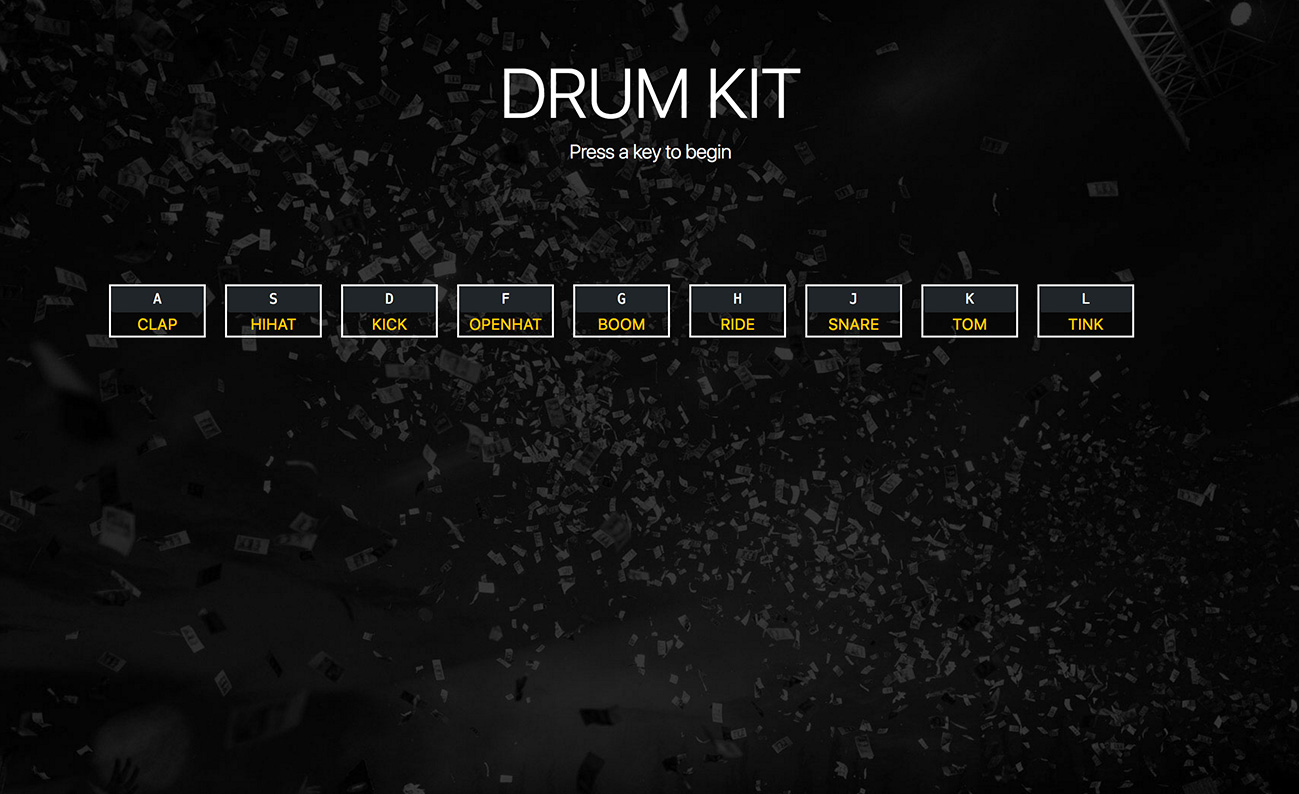 DRUM KIT
Press a key to begin
A S D F G H J K L
CLAP HIHAT KICK OPENHAT BOOM RIDE SNARE TOM TINK